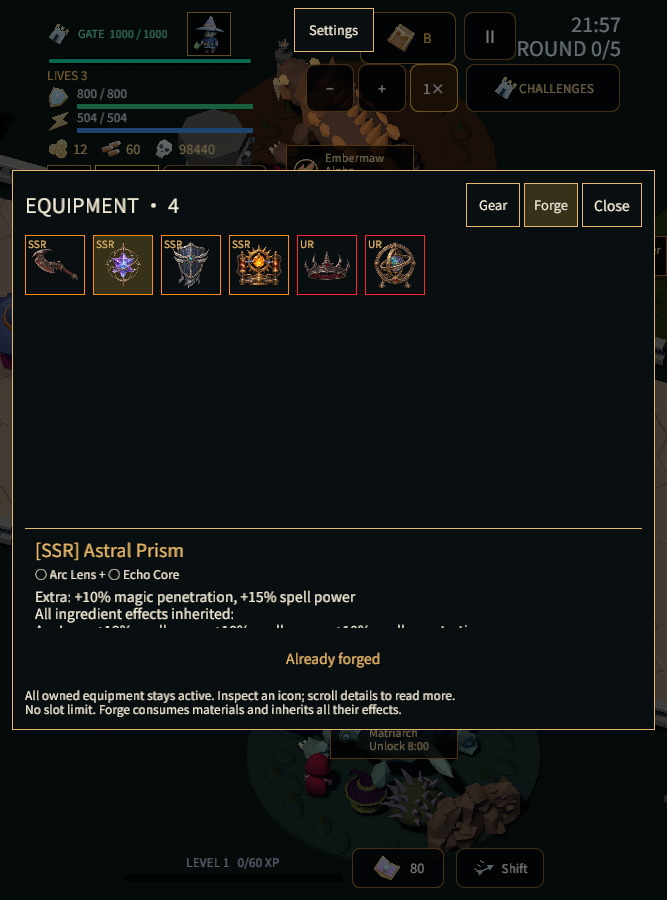 GATE 1000 / 1000
Settings
B
21:57
ROUND 0/5
LIVES 3
800 / 800
504 / 504
−
+
1×
CHALLENGES
12
60
98440
Embermaw
EQUIPMENT • 4
Gear
Forge
Close
SSR
SSR
SSR
SSR
UR
UR
[SSR] Astral Prism
Arc Lens + Echo Core
Extra: +10% magic penetration, +15% spell power
All ingredient effects inherited:
Already forged
All owned equipment stays active. Inspect an icon; scroll details to read more.
No slot limit. Forge consumes materials and inherits all their effects.
Matriarch
Unlock 8:00
LEVEL 1 0/60 XP
80
Shift